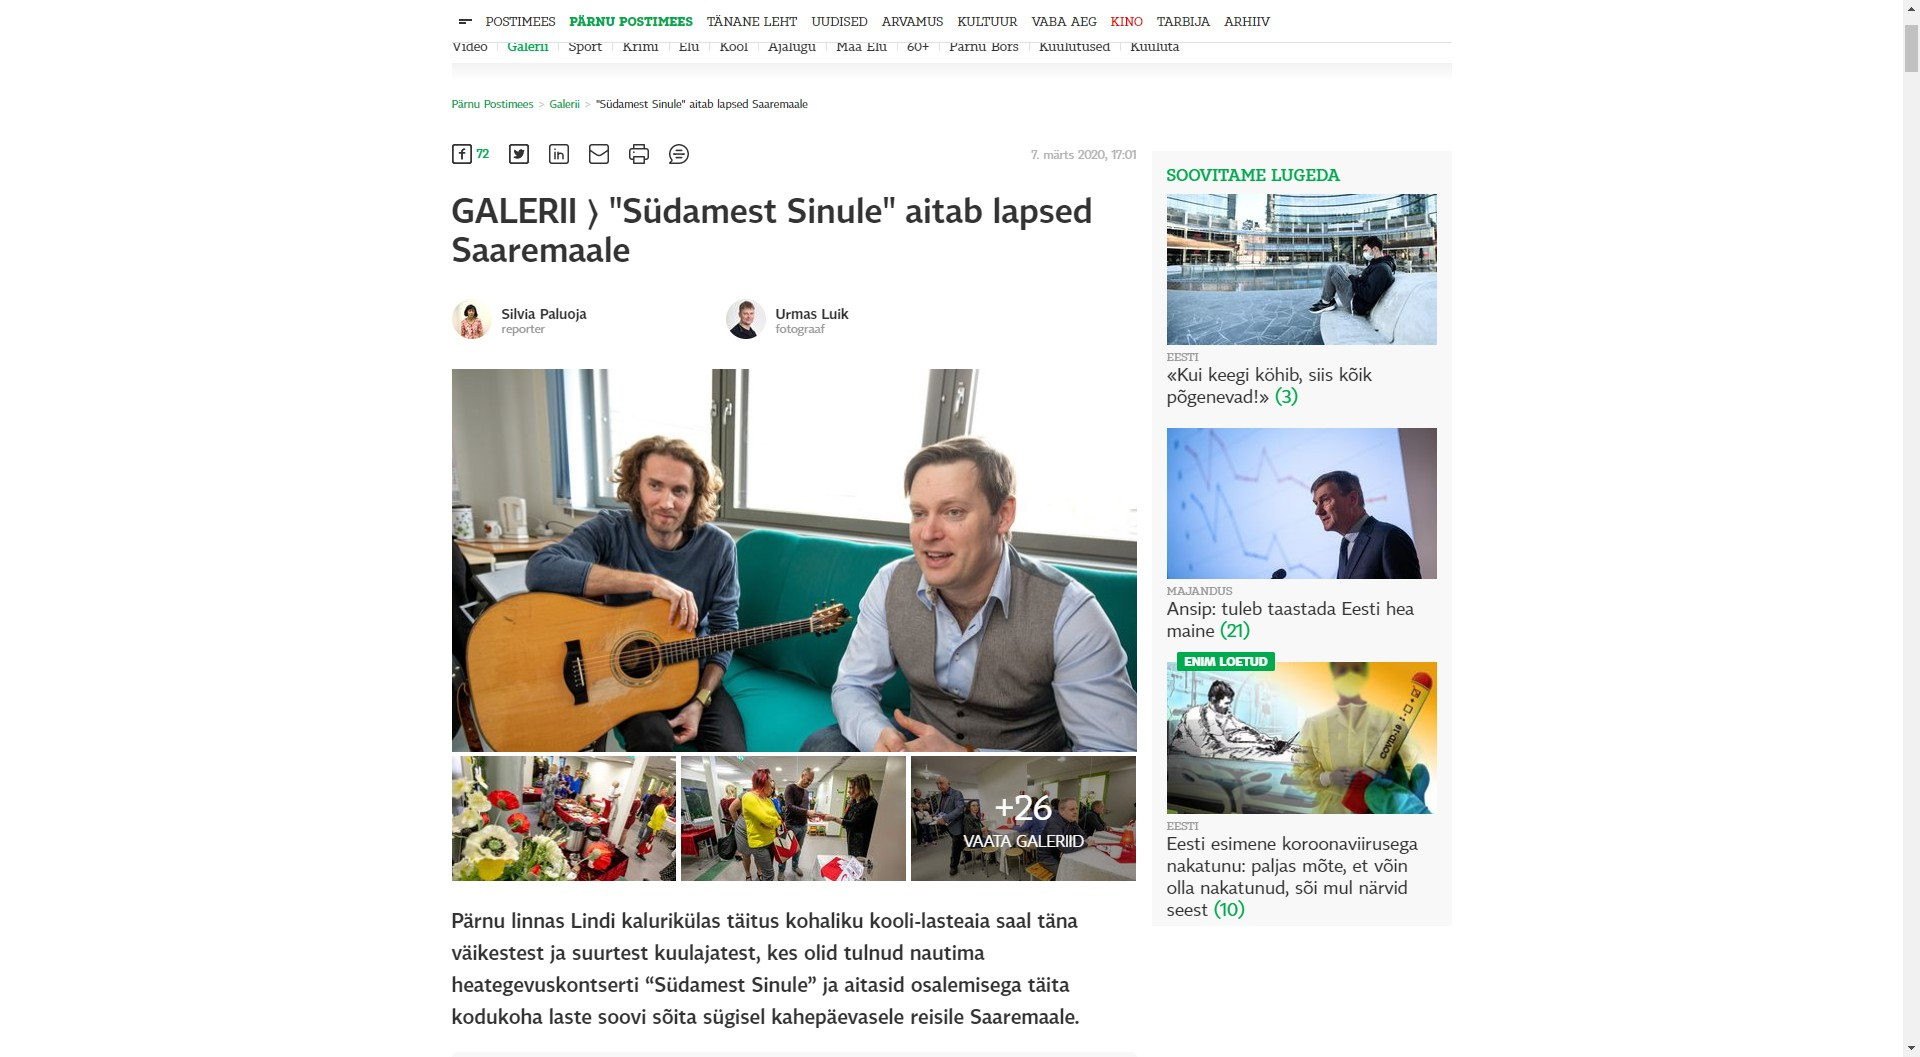 POSTIMEES PÄRNU POSTIMEES TÄNANE LEHT UUDISED ARVAMUS KULTUUR VABA AEG KINO TARBIJA ARHIIV
Video Galerii Sport Krimi Elu Kool Ajalugu Maa Elu 60+ Pärnu Börs Kuulutused Kuuluta
Pärnu Postimees > Galerii > "Südamest Sinule" aitab lapsed Saaremaale
72
7. märts 2020, 17:01
GALERII ⟩ "Südamest Sinule" aitab lapsed
Saaremaale
Silvia Paluoja
reporter
Urmas Luik
fotograaf
+26
VAATA GALERIID
Pärnu linnas Lindi kalurikülas täitus kohaliku kooli-lasteaia saal täna
väikestest ja suurtest kuulajatest, kes olid tulnud nautima
heategevuskontserti “Südamest Sinule” ja aitasid osalemisega täita
kodukoha laste soovi sõita sügisel kahepäevasele reisile Saaremaale.
SOOVITAME LUGEDA
EESTI
«Kui keegi köhib, siis kõik
põgenevad!» (3)
MAJANDUS
Ansip: tuleb taastada Eesti hea
maine (21)
ENIM LOETUD
COVID-19
EESTI
Eesti esimene koroonaviirusega
nakatunu: paljas mõte, et võin
olla nakatunud, sõi mul närvid
seest (10)